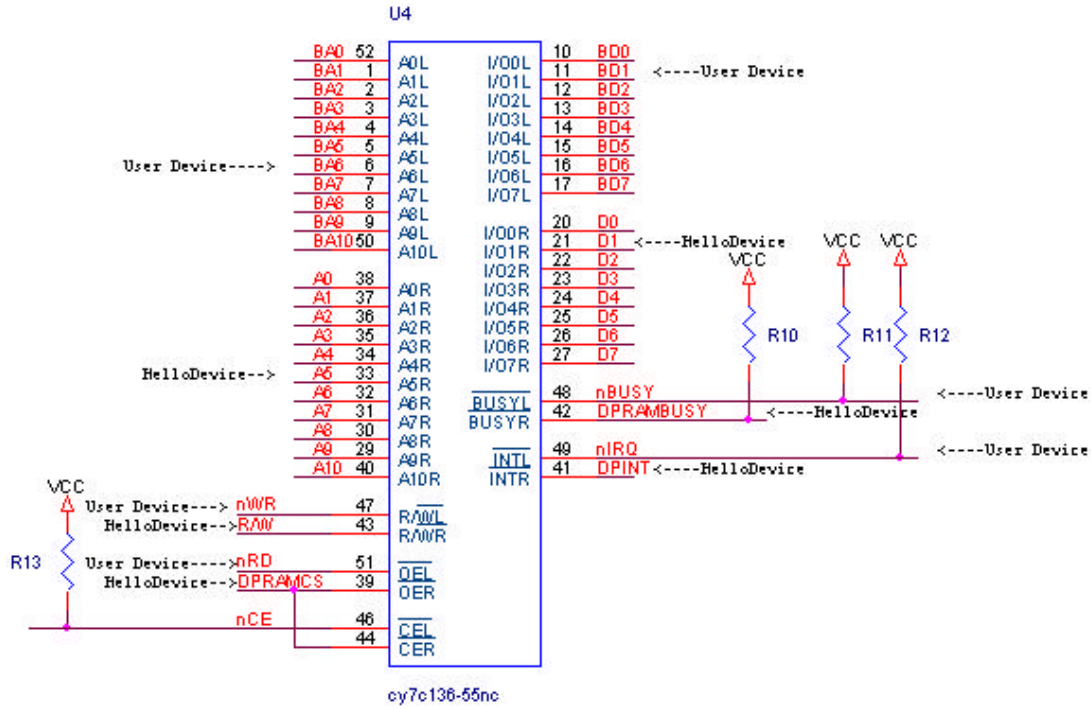 U4
BA0 52 A0L I/O0L 10 BD0
BA1 1 A1L I/O1L 11 BD1 <----User Device
BA2 2 A2L I/O2L 12 BD2
BA3 3 A3L I/O3L 13 BD3
BA4 4 A4L I/O4L 14 BD4
BA5 5 A5L I/O5L 15 BD5
User Device----> BA6 6 A6L I/O6L 16 BD6
BA7 7 A7L I/O7L 17 BD7
BA8 8 A8L
BA9 9 A9L I/O0R 20 D0
BA10 50 A10L I/O1R 21 D1 <----HelloDevice VCC VCC
I/O2R 22 D2 VCC
A0 38 A0R I/O3R 23 D3
A1 37 A1R I/O4R 24 D4
A2 36 A2R I/O5R 25 D5
A3 35 A3R I/O6R 26 D6 R10 R11 R12
A4 34 A4R I/O7R 27 D7
HelloDevice--> A5 33 A5R
A6 32 A6R BUSYL 48 nBUSY <----User Device
A7 31 A7R BUSYR 42 DPRAMBUSY <----HelloDevice
A8 30 A8R
A9 29 A9R INTL 49 nIRQ <----User Device
A10 40 A10R INTR 41 DPINT <----HelloDevice
VCC
User Device---> nWR 47 R/WL
HelloDevice--> R/W 43 R/WR
R13
User Device----> nRD 51 OEL
HelloDevice--> DPRAMCS 39 OER
nCE 46 CEL
44 CER
cy7c136-55nc